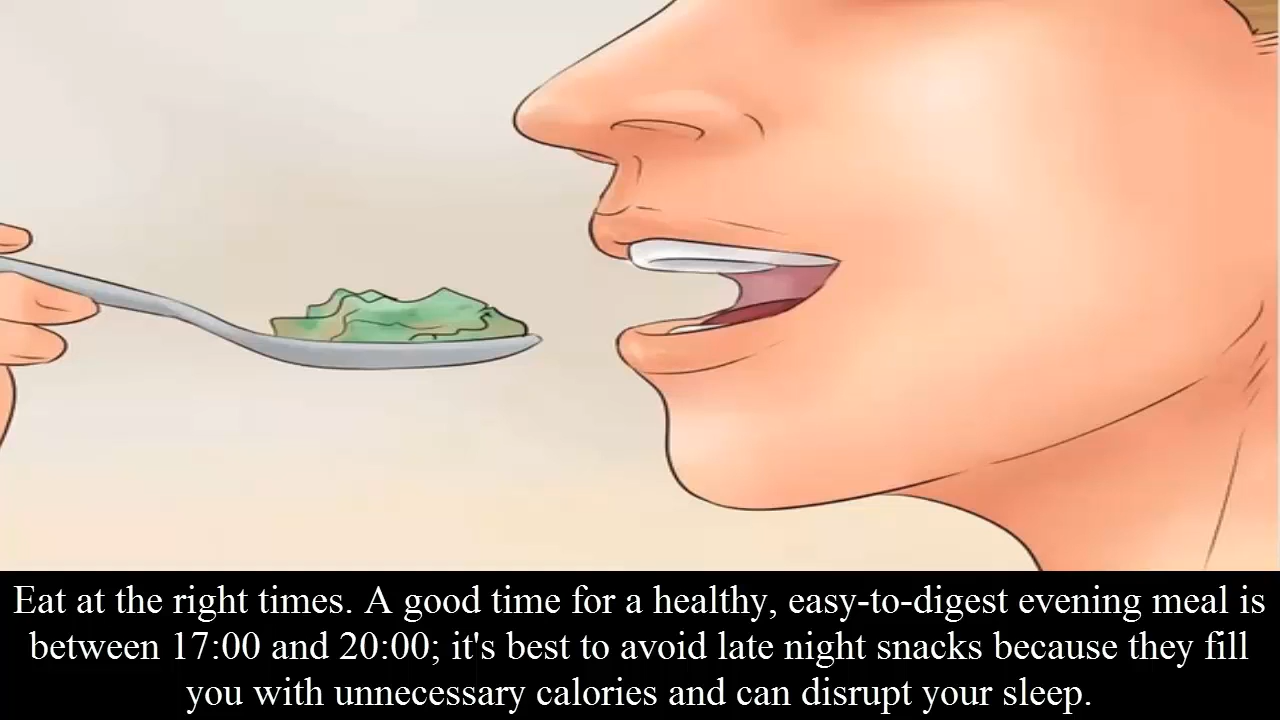 Eat at the right times. A good time for a healthy, easy-to-digest evening meal is
between 17:00 and 20:00; it's best to avoid late night snacks because they fill
you with unnecessary calories and can disrupt your sleep.